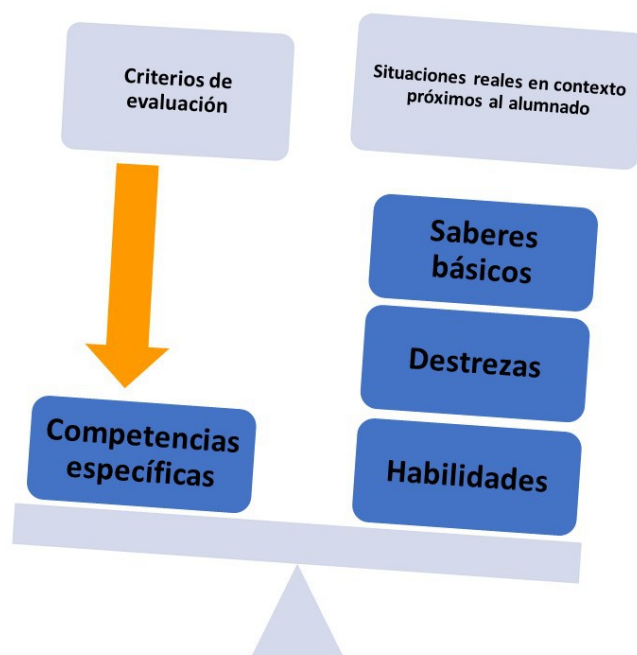 Criterios de
evaluación
Situaciones reales en contexto
próximos al alumnado
Saberes
básicos
Destrezas
Competencias
específicas
Habilidades